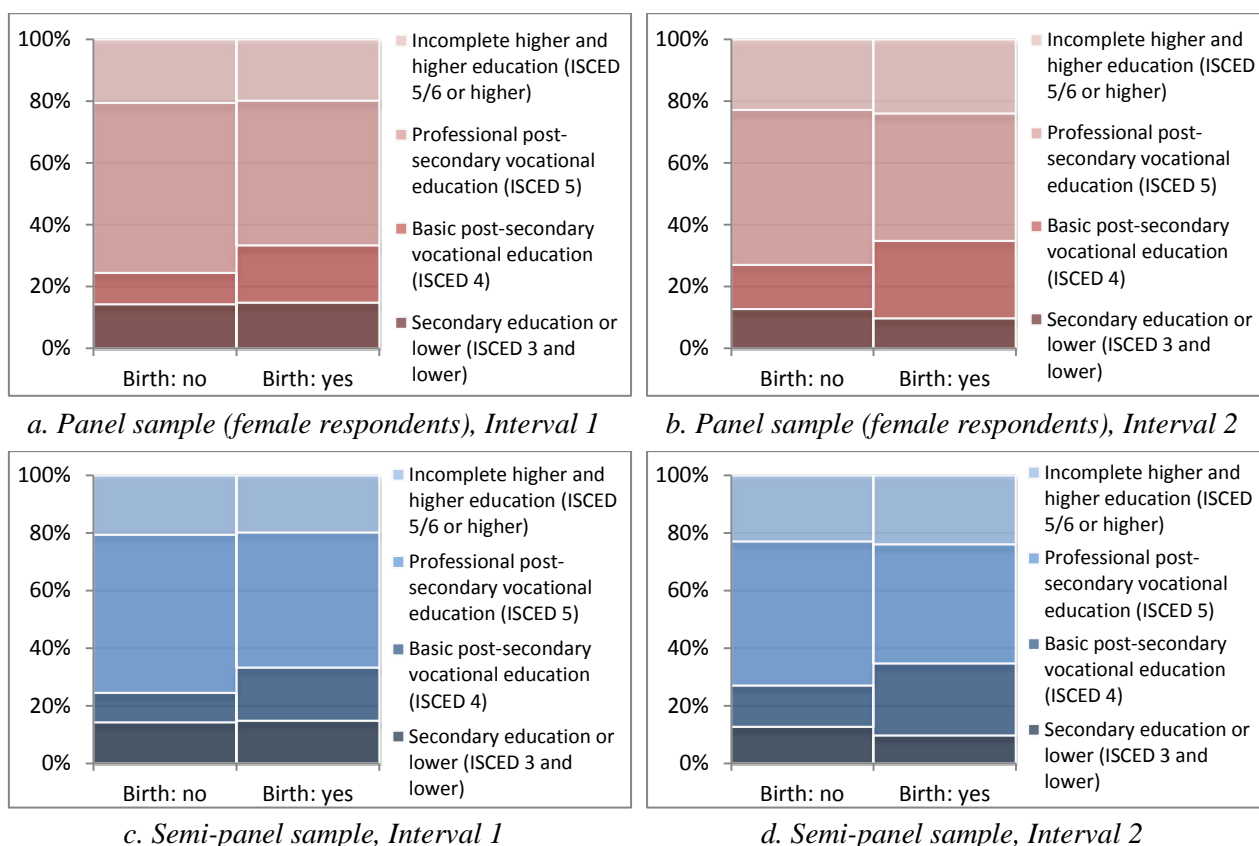 100%
80%
60%
40%
20%
0%
Birth: no
Birth: yes
Incomplete higher and
higher education (ISCED
5/6 or higher)
Professional post-
secondary vocational
education (ISCED 5)
Basic post-secondary
vocational education
(ISCED 4)
Secondary education or
lower (ISCED 3 and
lower)
a. Panel sample (female respondents), Interval 1
100%
80%
60%
40%
20%
0%
Birth: no
Birth: yes
Incomplete higher and
higher education (ISCED
5/6 or higher)
Professional post-
secondary vocational
education (ISCED 5)
Basic post-secondary
vocational education
(ISCED 4)
Secondary education or
lower (ISCED 3 and
lower)
b. Panel sample (female respondents), Interval 2
100%
80%
60%
40%
20%
0%
Birth: no
Birth: yes
Incomplete higher and
higher education (ISCED
5/6 or higher)
Professional post-
secondary vocational
education (ISCED 5)
Basic post-secondary
vocational education
(ISCED 4)
Secondary education or
lower (ISCED 3 and
lower)
c. Semi-panel sample, Interval 1
100%
80%
60%
40%
20%
0%
Birth: no
Birth: yes
Incomplete higher and
higher education (ISCED
5/6 or higher)
Professional post-
secondary vocational
education (ISCED 5)
Basic post-secondary
vocational education
(ISCED 4)
Secondary education or
lower (ISCED 3 and
lower)
d. Semi-panel sample, Interval 2